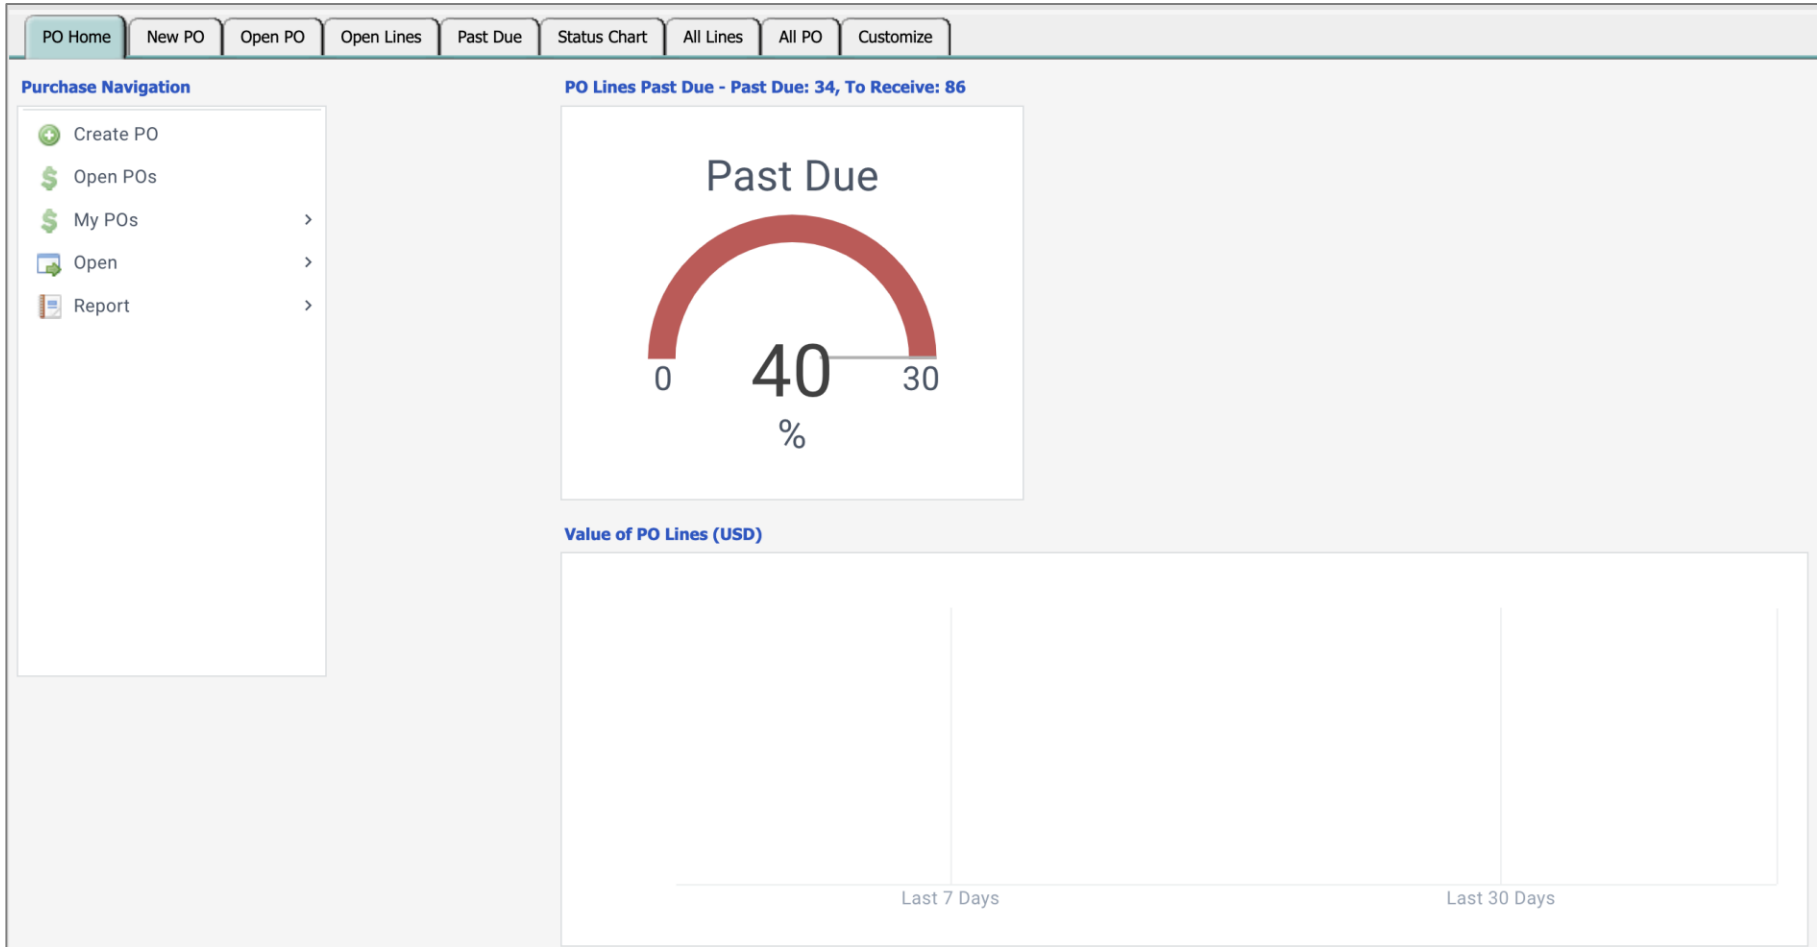 PO Home New PO Open PO Open Lines Past Due Status Chart All Lines All PO Customize
Purchase Navigation
Create PO
Open POs
My POs
Open
Report
PO Lines Past Due - Past Due: 34, To Receive: 86
Past Due
40
0 30
%
Value of PO Lines (USD)
Last 7 Days Last 30 Days